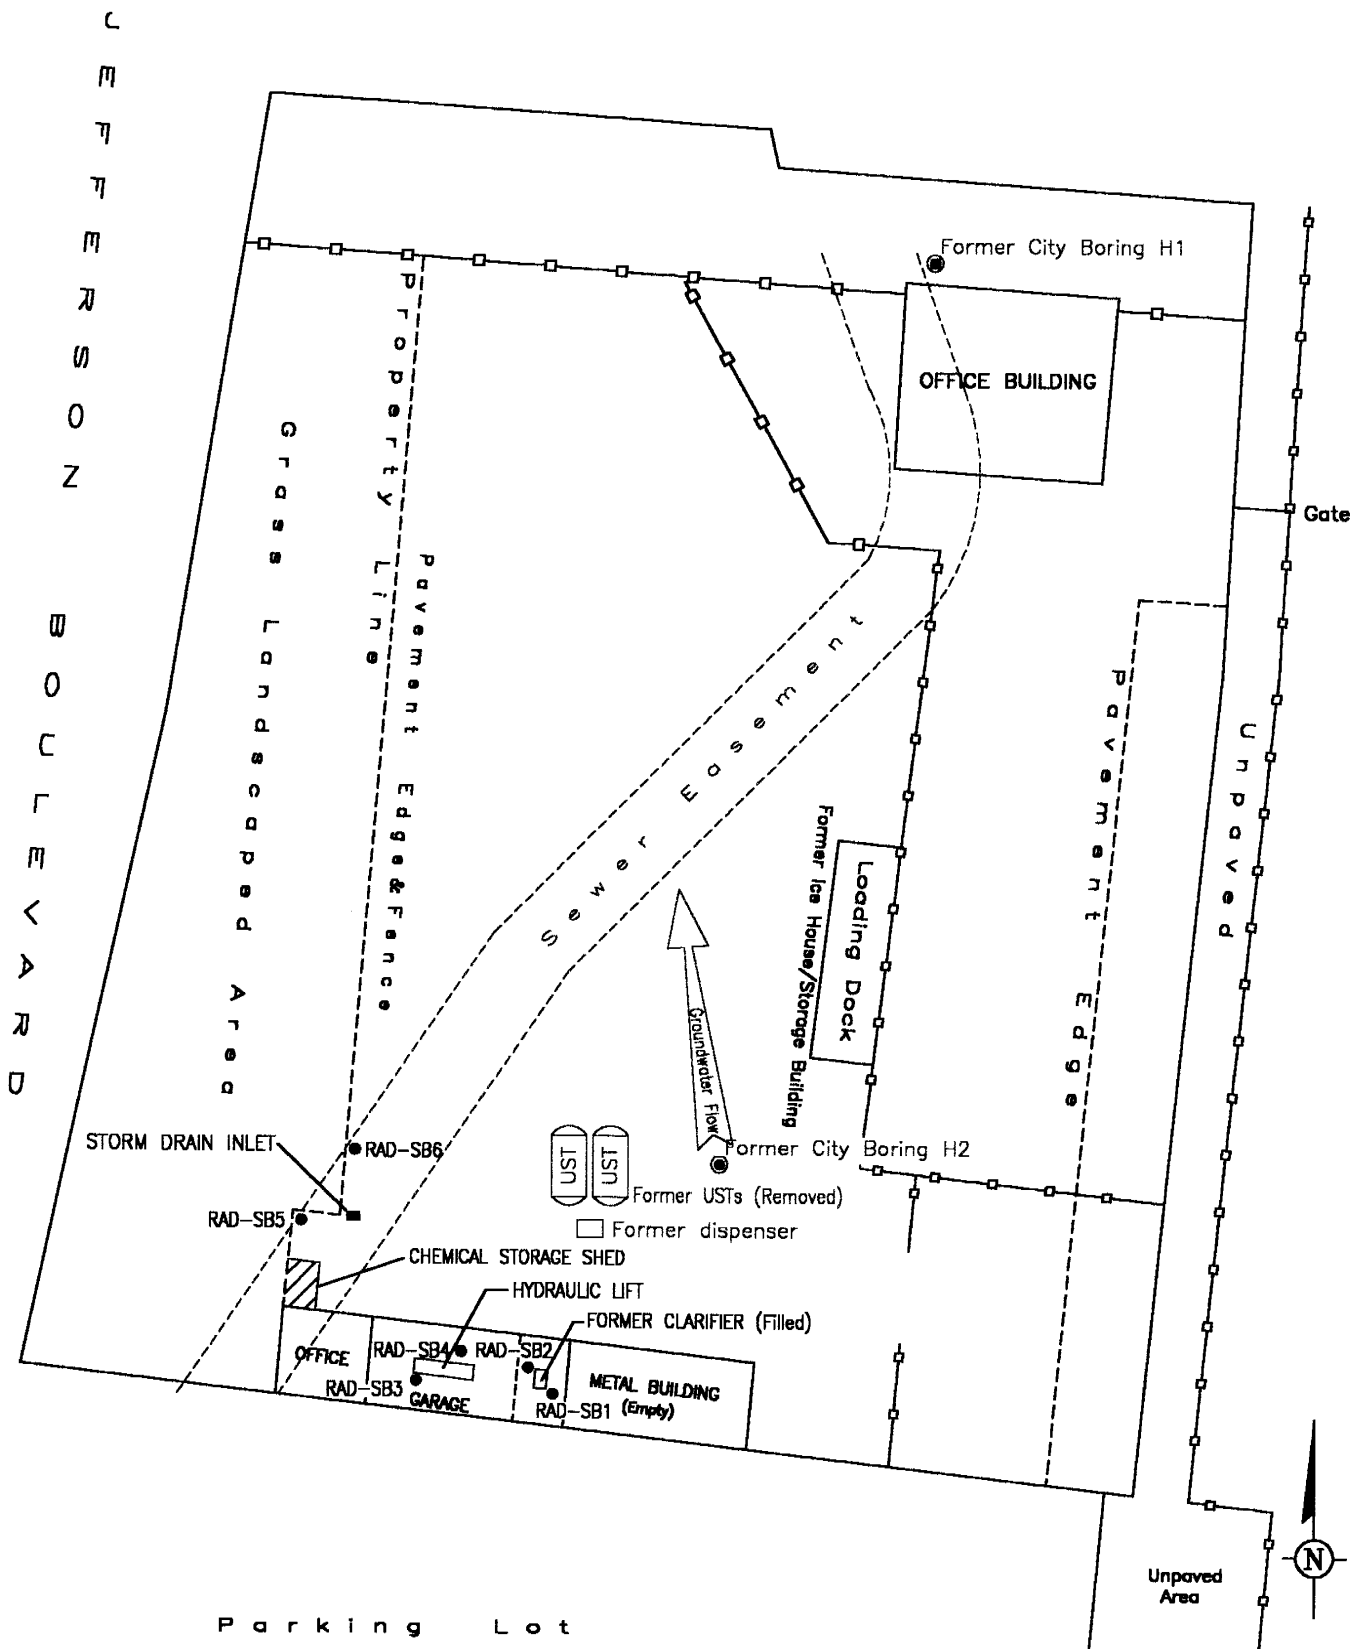 JEFFERSON BOULEVARD
Former City Boring H1
OFFICE BUILDING
Property Line
Grass Landscaped Area
Pavement Edge&Fence
Gate
Sewer Easement
Pavement Edge
Unpaved
Former Ice House/Storage Building
Loading Dock
Groundwater Flow
STORM DRAIN INLET
RAD-SB6
UST
UST
Former City Boring H2
Former USTs (Removed)
RAD-SB5
Former dispenser
CHEMICAL STORAGE SHED
HYDRAULIC LIFT
FORMER CLARIFIER (Filled)
OFFICE
RAD-SB4
RAD-SB2
RAD-SB3
GARAGE
METAL BUILDING
(Empty)
RAD-SB1
N
Unpaved
Area
Parking Lot